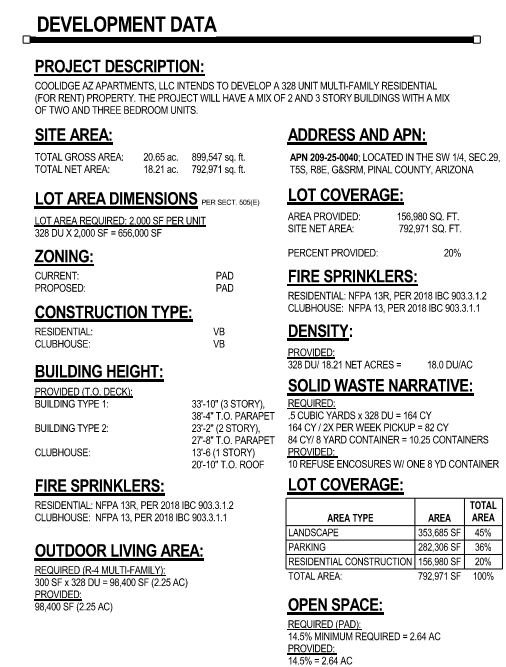 DEVELOPMENT DATA
PROJECT DESCRIPTION:
COOLIDGE AZ APARTMENTS, LLC INTENDS TO DEVELOP A 328 UNIT MULTI-FAMILY RESIDENTIAL
(FOR RENT) PROPERTY. THE PROJECT WILL HAVE A MIX OF 2 AND 3 STORY BUILDINGS WITH A MIX
OF TWO AND THREE BEDROOM UNITS.
SITE AREA:
TOTAL GROSS AREA: 20.65 ac. 899,547 sq. ft.
TOTAL NET AREA: 18.21 ac. 792,971 sq. ft.
LOT AREA DIMENSIONS PER SECT. 505(E)
LOT AREA REQUIRED: 2,000 SF PER UNIT
328 DU X 2,000 SF = 656,000 SF
ZONING:
CURRENT: PAD
PROPOSED: PAD
CONSTRUCTION TYPE:
RESIDENTIAL: VB
CLUBHOUSE: VB
BUILDING HEIGHT:
PROVIDED (T.O. DECK):
BUILDING TYPE 1: 33'-10" (3 STORY),
38'-4" T.O. PARAPET
BUILDING TYPE 2: 23'-2" (2 STORY),
27'-8" T.O. PARAPET
CLUBHOUSE: 13'-6 (1 STORY)
20'-10" T.O. ROOF
FIRE SPRINKLERS:
RESIDENTIAL: NFPA 13R, PER 2018 IBC 903.3.1.2
CLUBHOUSE: NFPA 13, PER 2018 IBC 903.3.1.1
OUTDOOR LIVING AREA:
REQUIRED (R-4 MULTI-FAMILY):
300 SF x 328 DU = 98,400 SF (2.25 AC)
PROVIDED:
98,400 SF (2.25 AC)
ADDRESS AND APN:
APN 209-25-0040; LOCATED IN THE SW 1/4, SEC.29,
T5S, R8E, G&SRM, PINAL COUNTY, ARIZONA
LOT COVERAGE:
AREA PROVIDED: 156,980 SQ. FT.
SITE NET AREA: 792,971 SQ. FT.
PERCENT PROVIDED: 20%
FIRE SPRINKLERS:
RESIDENTIAL: NFPA 13R, PER 2018 IBC 903.3.1.2
CLUBHOUSE: NFPA 13, PER 2018 IBC 903.3.1.1
DENSITY:
PROVIDED:
328 DU/ 18.21 NET ACRES = 18.0 DU/AC
SOLID WASTE NARRATIVE:
REQUIRED:
.5 CUBIC YARDS x 328 DU = 164 CY
164 CY / 2X PER WEEK PICKUP = 82 CY
84 CY/ 8 YARD CONTAINER = 10.25 CONTAINERS
PROVIDED:
10 REFUSE ENCOSURES W/ ONE 8 YD CONTAINER
LOT COVERAGE:
AREA TYPE AREA TOTAL AREA
LANDSCAPE 353,685 SF 45%
PARKING 282,306 SF 36%
RESIDENTIAL CONSTRUCTION 156,980 SF 20%
TOTAL AREA: 792,971 SF 100%
OPEN SPACE:
REQUIRED (PAD):
14.5% MINIMUM REQUIRED = 2.64 AC
PROVIDED:
14.5% = 2.64 AC